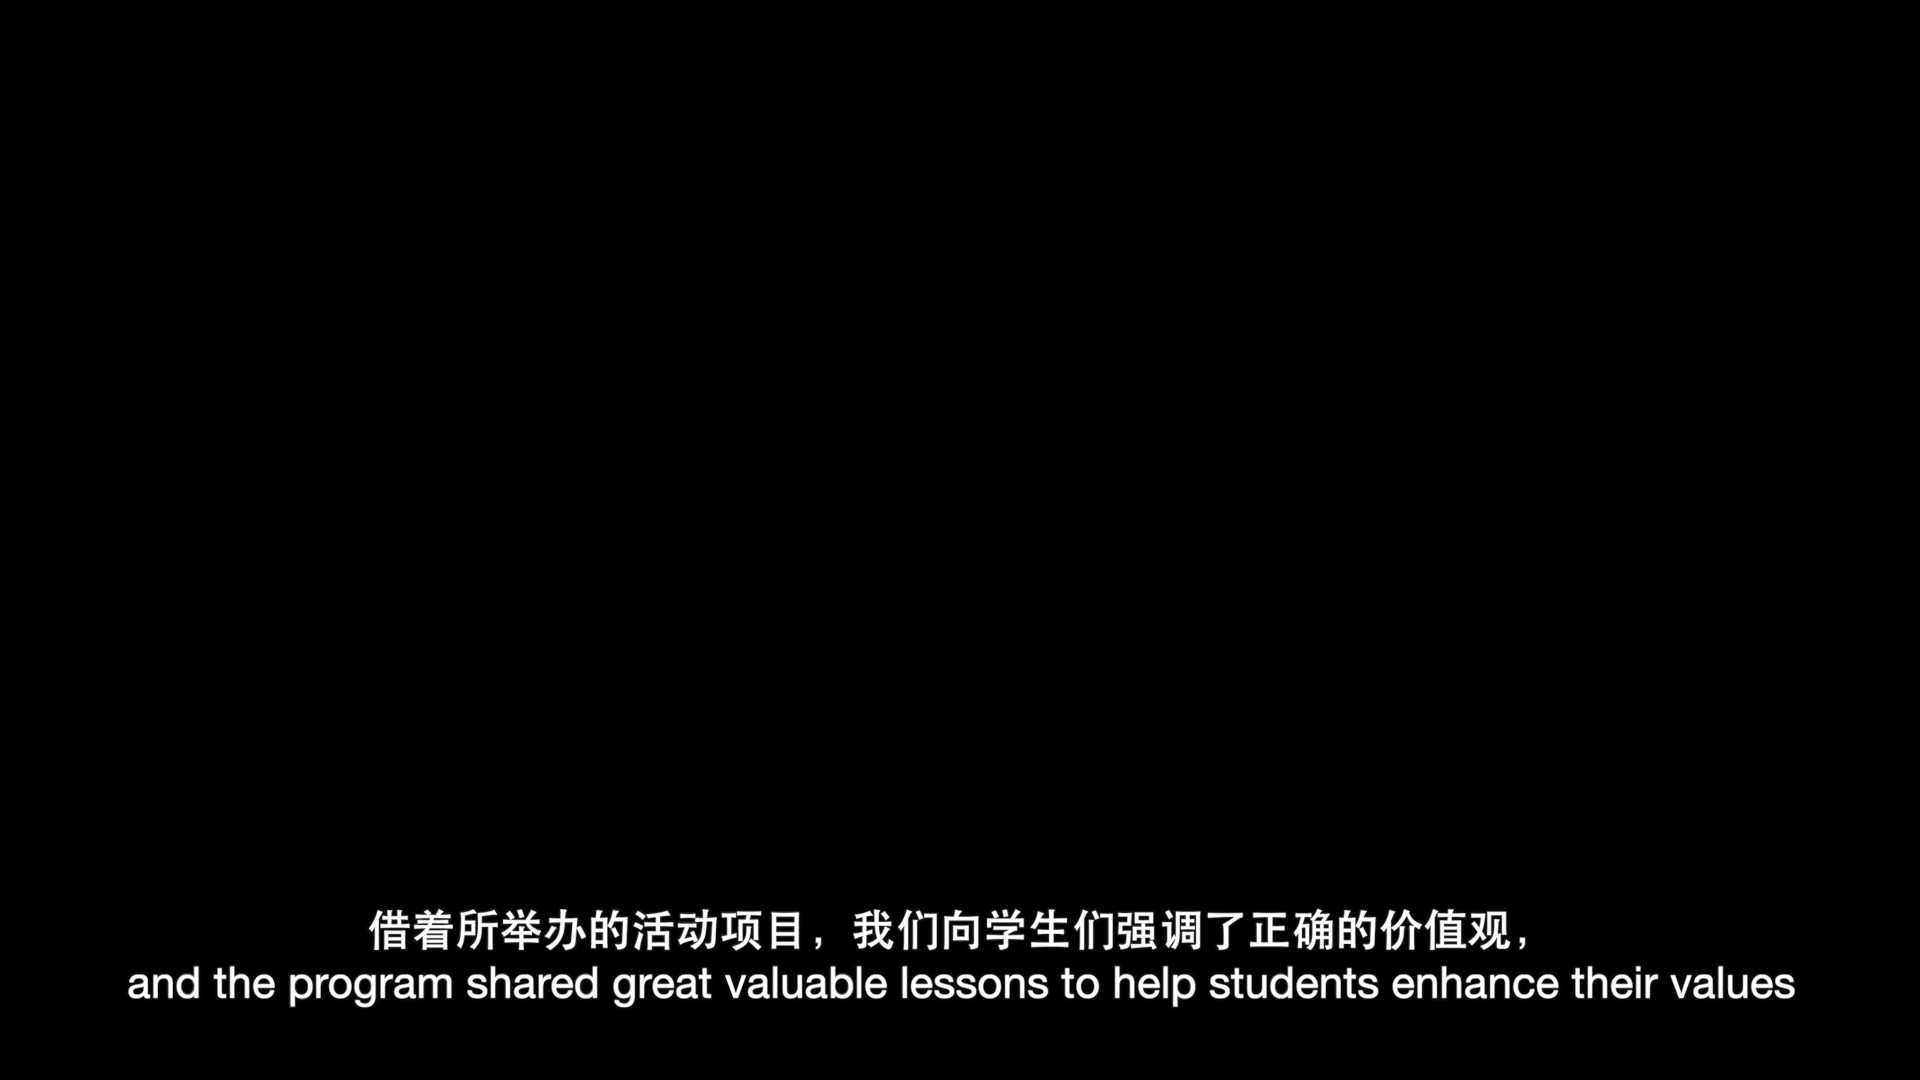 借着所举办的活动项目，我们向学生们强调了正确的价值观，
and the program shared great valuable lessons to help students enhance their values